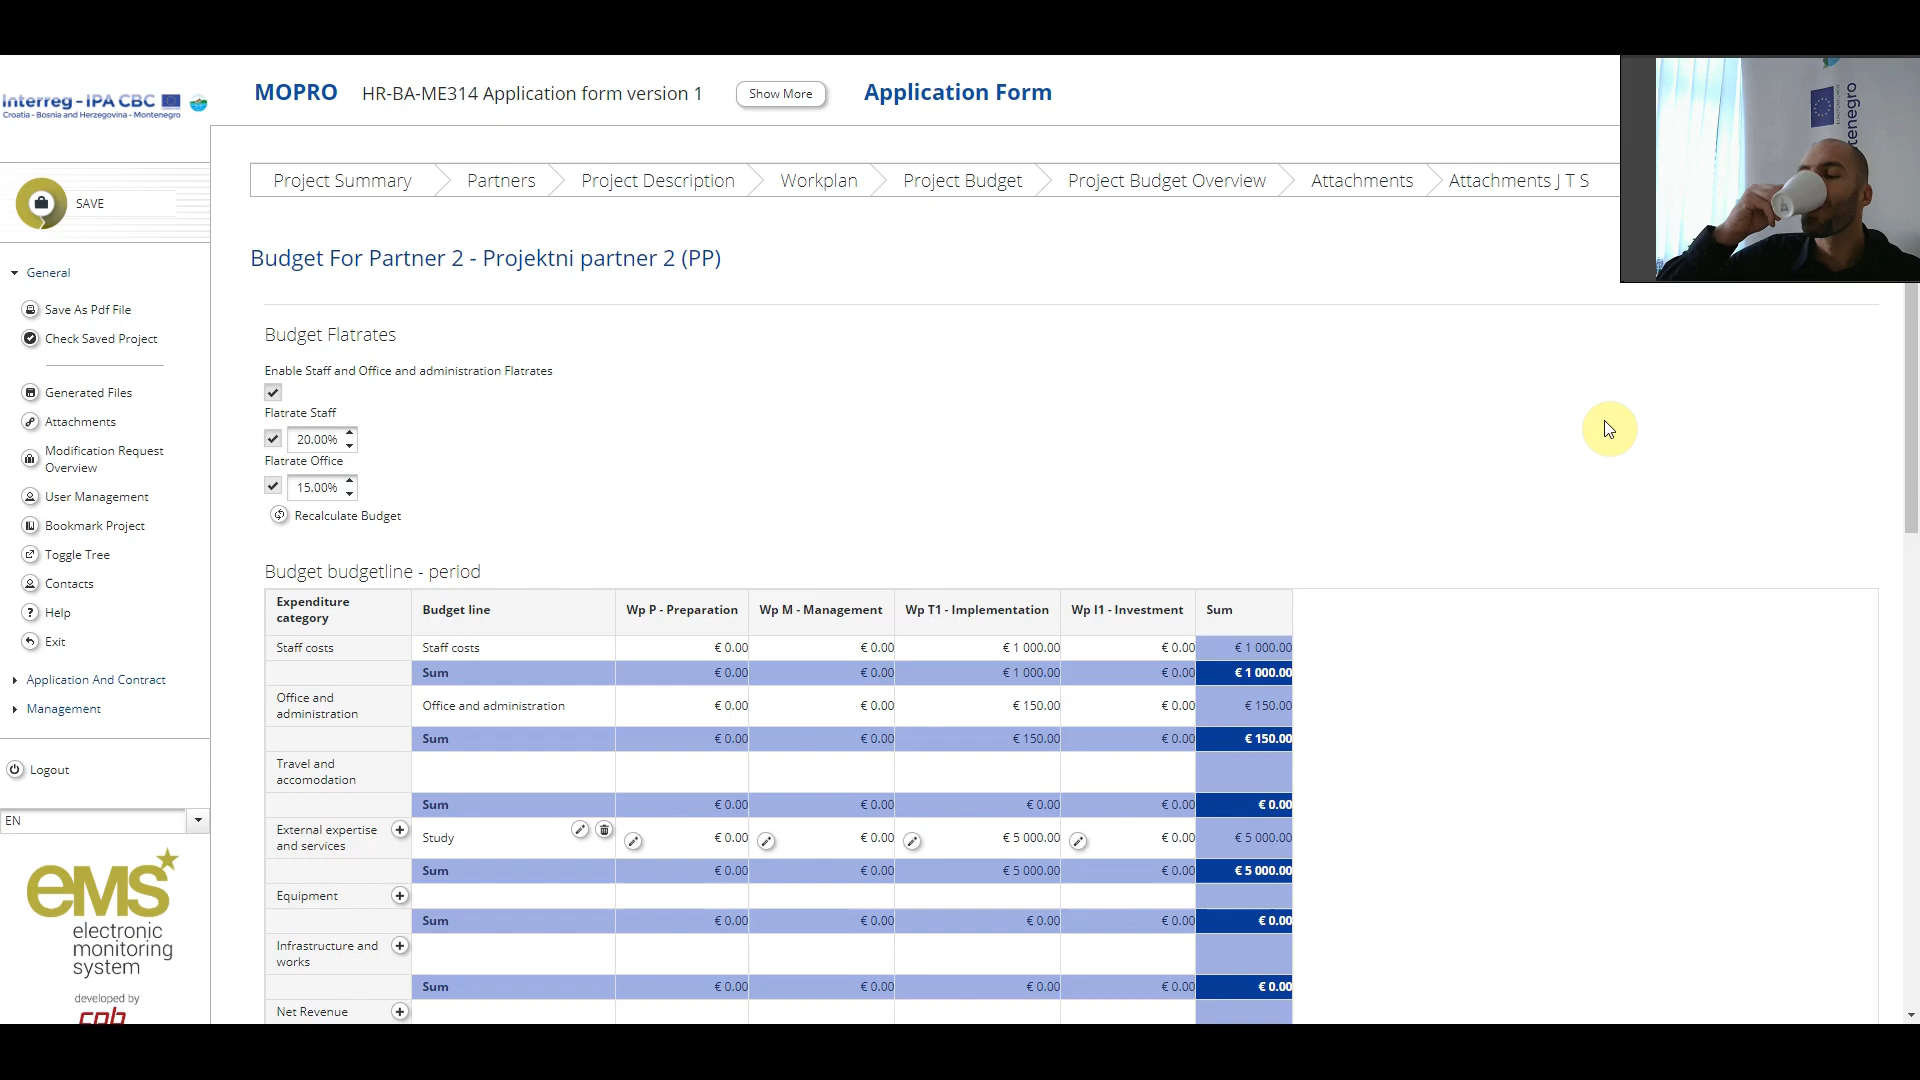 Interreg - IPA CBC
Croatia - Bosnia and Herzegovina - Montenegro
MOPRO HR-BA-ME314 Application form version 1 Show More Application Form
tenegro
SAVE
Project Summary Partners Project Description Workplan Project Budget Project Budget Overview Attachments Attachments J T S
General
Save As Pdf File
Check Saved Project
Generated Files
Attachments
Modification Request
Overview
User Management
Bookmark Project
Toggle Tree
Contacts
Help
Exit
Application And Contract
Management
Logout
EN
eMS
electronic
monitoring
system
developed by
Budget For Partner 2 - Projektni partner 2 (PP)
Budget Flatrates
Enable Staff and Office and administration Flatrates
Flatrate Staff
20.00%
Flatrate Office
15.00%
Recalculate Budget
Budget budgetline - period
Expenditure category Budget line Wp P - Preparation Wp M - Management Wp T1 - Implementation Wp I1 - Investment Sum
Staff costs Staff costs € 0.00 € 0.00 € 1 000.00 € 0.00 € 1 000.00
Sum € 0.00 € 0.00 € 1 000.00 € 0.00 € 1 000.00
Office and administration Office and administration € 0.00 € 0.00 € 150.00 € 0.00 € 150.00
Sum € 0.00 € 0.00 € 150.00 € 0.00 € 150.00
Travel and accomodation
Sum € 0.00 € 0.00 € 0.00 € 0.00 € 0.00
External expertise and services Study € 0.00 € 0.00 € 5 000.00 € 0.00 € 5 000.00
Sum € 0.00 € 0.00 € 5 000.00 € 0.00 € 5 000.00
Equipment
Sum € 0.00 € 0.00 € 0.00 € 0.00 € 0.00
Infrastructure and works
Sum € 0.00 € 0.00 € 0.00 € 0.00 € 0.00
Net Revenue